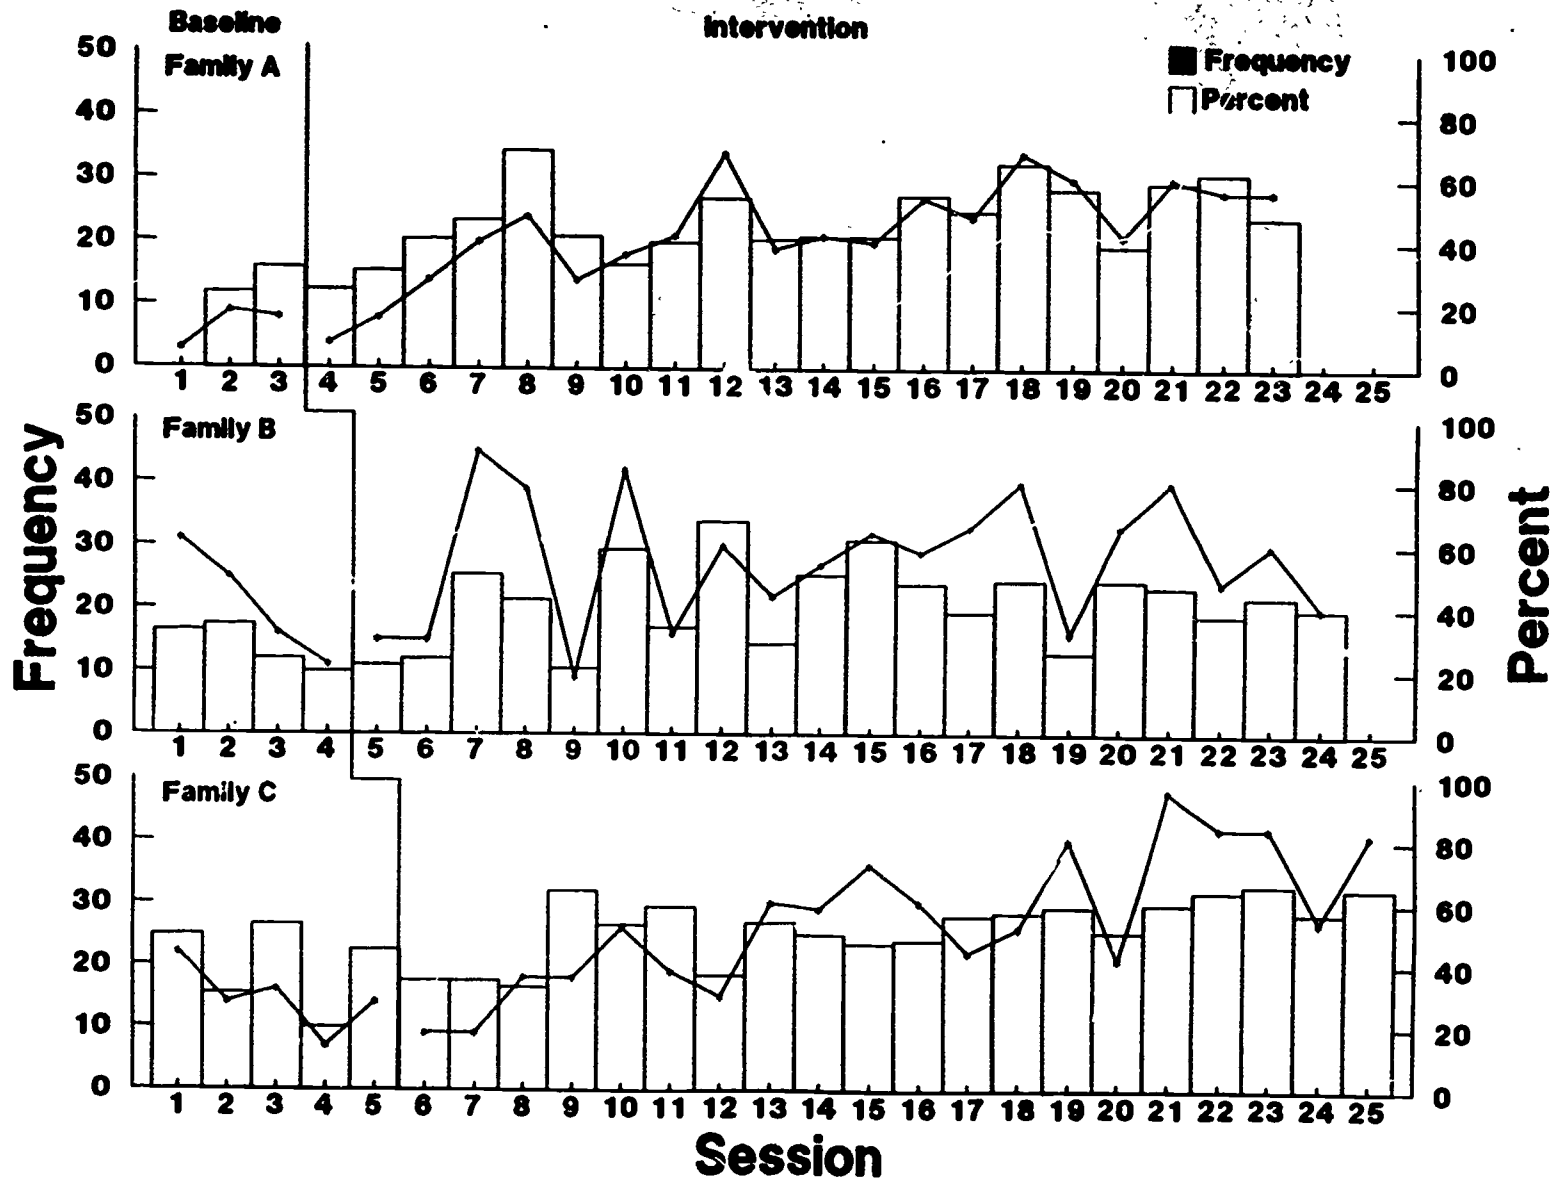 Baseline
Intervention
50 Family A
Frequency 100
40 Percent 80
30 60
20 40
10 20
0 0
1 2 3 4 5 6 7 8 9 10 11 12 13 14 15 16 17 18 19 20 21 22 23 24 25
50 Family B 100
40 80
30 60
20 40
10 20
0 0
1 2 3 4 5 6 7 8 9 10 11 12 13 14 15 16 17 18 19 20 21 22 23 24 25
Frequency
Percent
50 Family C 100
40 80
30 60
20 40
10 20
0 0
1 2 3 4 5 6 7 8 9 10 11 12 13 14 15 16 17 18 19 20 21 22 23 24 25
Session